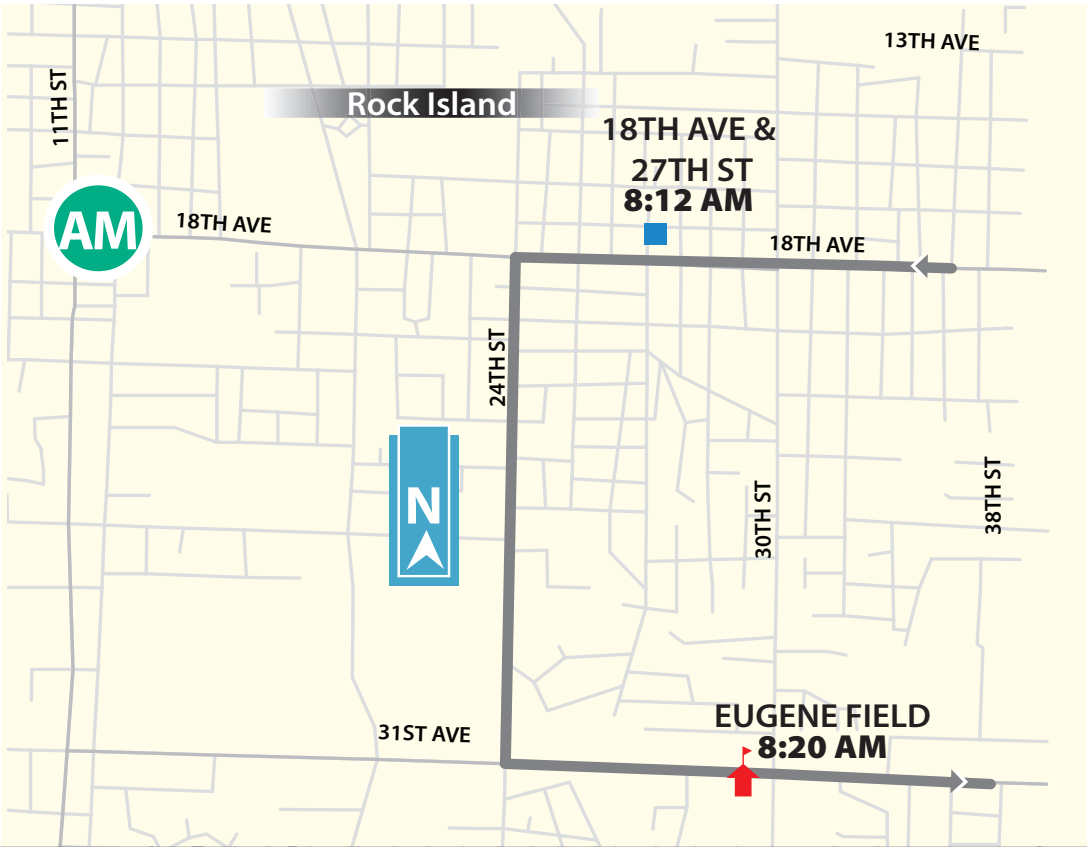 13TH AVE
11TH ST
Rock Island
18TH AVE &
27TH ST
8:12 AM
AM
18TH AVE
18TH AVE
24TH ST
N
30TH ST
38TH ST
31ST AVE
EUGENE FIELD
8:20 AM